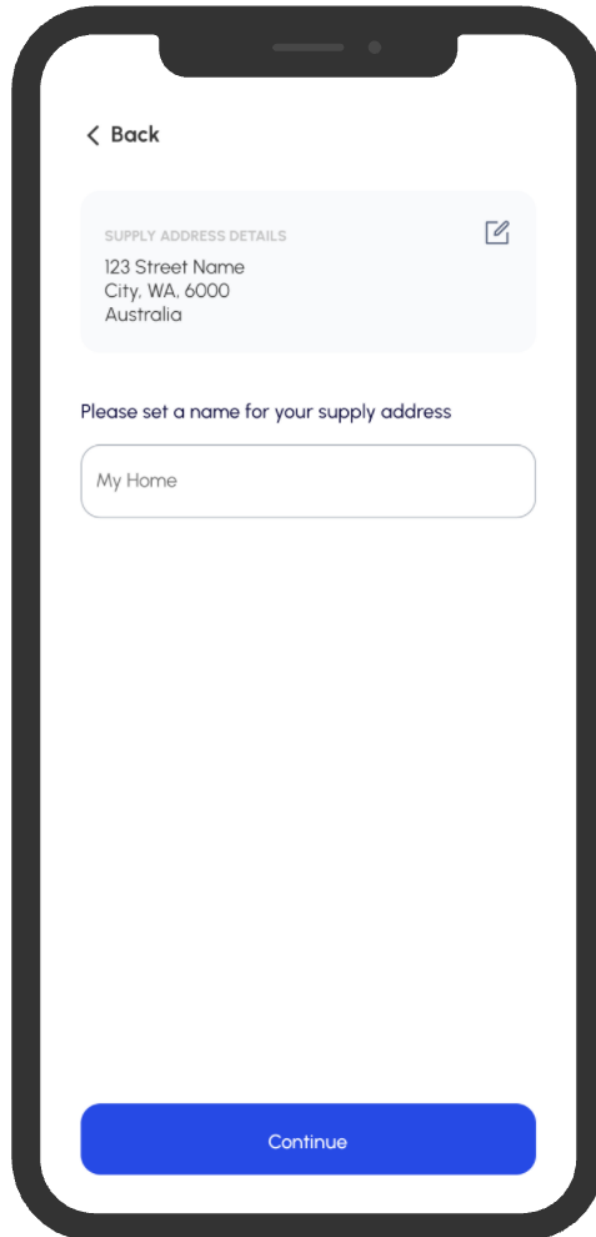 Back
SUPPLY ADDRESS DETAILS
123 Street Name
City, WA, 6000
Australia
Please set a name for your supply address
My Home
Continue